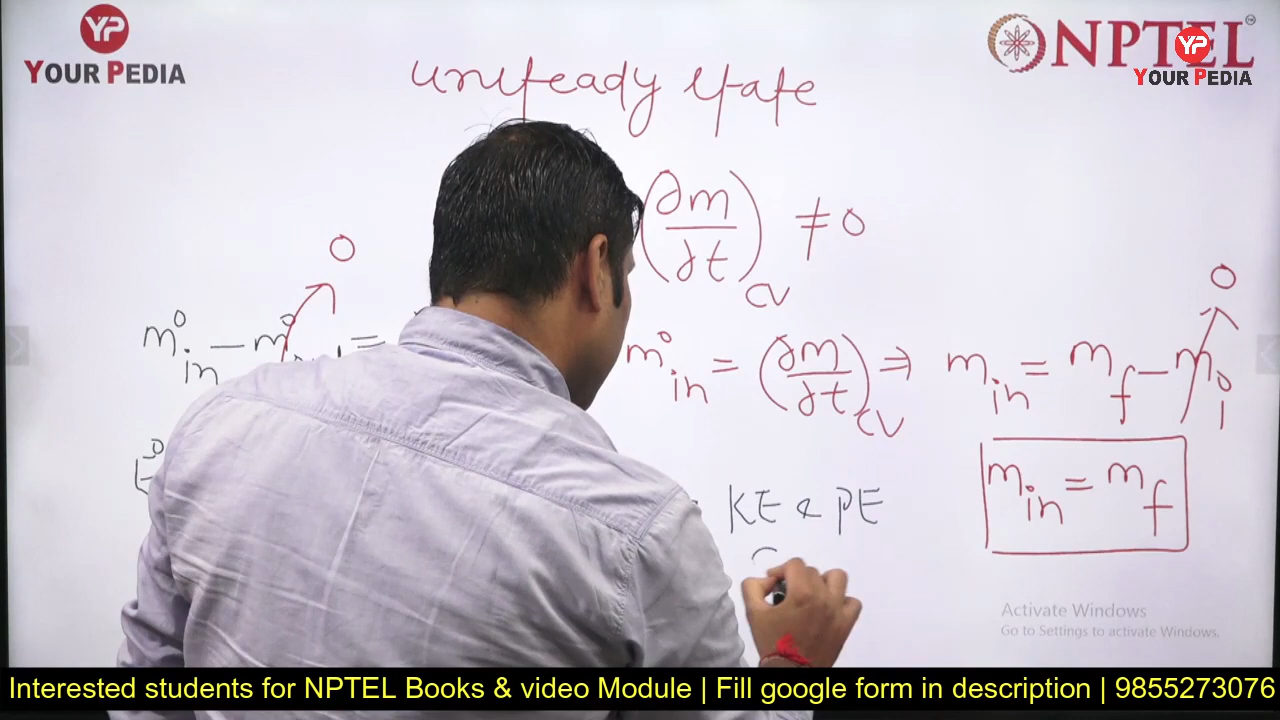 YP
YOUR PEDIA
NPTEL
YP
YOUR PEDIA
unsteady state
(∂m/∂t)CV ≠ 0
0
0
m°in - m° =
m°in = (∂m/∂t)CV ⇒ min = mf - mi
min = mf
KE & PE
Activate Windows
Go to Settings to activate Windows.
Interested students for NPTEL Books & video Module | Fill google form in description | 9855273076